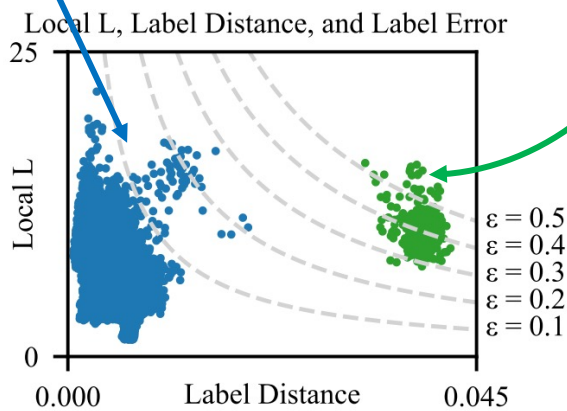 Local L, Label Distance, and Label Error
25
Local L
0
ε = 0.5
ε = 0.4
ε = 0.3
ε = 0.2
ε = 0.1
0.000
Label Distance
0.045